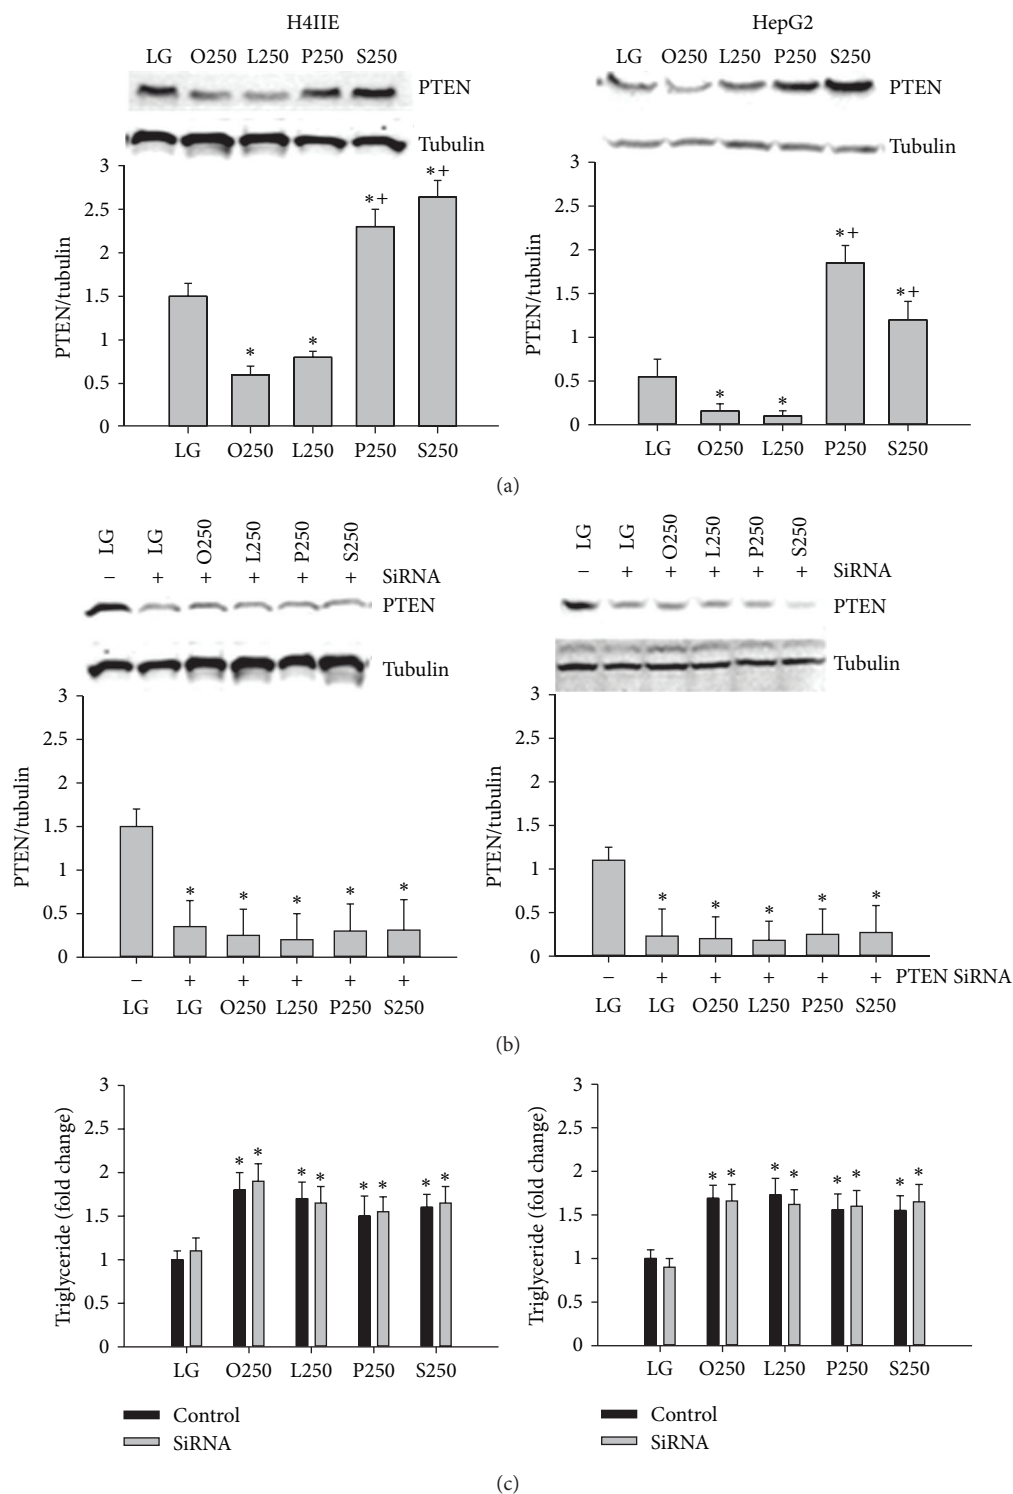 H4IIE
HepG2
LG O250 L250 P250 S250
LG O250 L250 P250 S250
PTEN
PTEN
Tubulin
Tubulin
3
2.5
2
1.5
1
0.5
0
PTEN/tubulin
*
*
*+
*+
LG O250 L250 P250 S250
3
2.5
2
1.5
1
0.5
0
PTEN/tubulin
*
*
*+
*+
LG O250 L250 P250 S250
(a)
LG LG O250 L250 P250 S250
− + + + + + SiRNA
PTEN
Tubulin
LG LG O250 L250 P250 S250
− + + + + + SiRNA
PTEN
Tubulin
3
2.5
2
1.5
1
0.5
0
PTEN/tubulin
* * * * *
− + + + + +
LG LG O250 L250 P250 S250
3
2.5
2
1.5
1
0.5
0
PTEN/tubulin
* * * * *
− + + + + + PTEN SiRNA
LG LG O250 L250 P250 S250
(b)
3
2.5
2
1.5
1
0.5
0
Triglyceride (fold change)
* * * * * * * *
LG O250 L250 P250 S250
Control
SiRNA
3
2.5
2
1.5
1
0.5
0
Triglyceride (fold change)
* * * * * * * *
LG O250 L250 P250 S250
Control
SiRNA
(c)